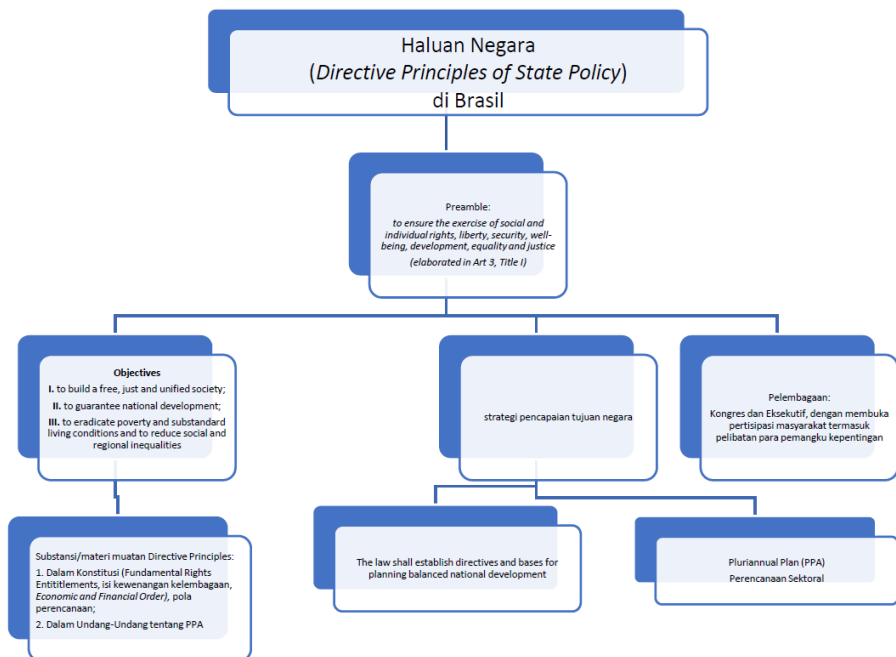 Haluan Negara
(Directive Principles of State Policy)
di Brasil
Preamble:
to ensure the exercise of social and
individual rights, liberty, security, well-
being, development, equality and justice
(elaborated in Art 3, Title I)
Objectives
I. to build a free, just and unified society;
II. to guarantee national development;
III. to eradicate poverty and substandard
living conditions and to reduce social and
regional inequalities
strategi pencapaian tujuan negara
Pelembagaan:
Kongres dan Eksekutif, dengan membuka
pertisipasi masyarakat termasuk
pelibatan para pemangku kepentingan
Substansi/materi muatan Directive Principles:
1. Dalam Konstitusi (Fundamental Rights
Entititlements, isi kewenangan kelembagaan,
Economic and Financial Order), pola
perencanaan;
2. Dalam Undang-Undang tentang PPA
The law shall establish directives and bases for
planning balanced national development
Pluriannual Plan (PPA)
Perencanaan Sektoral